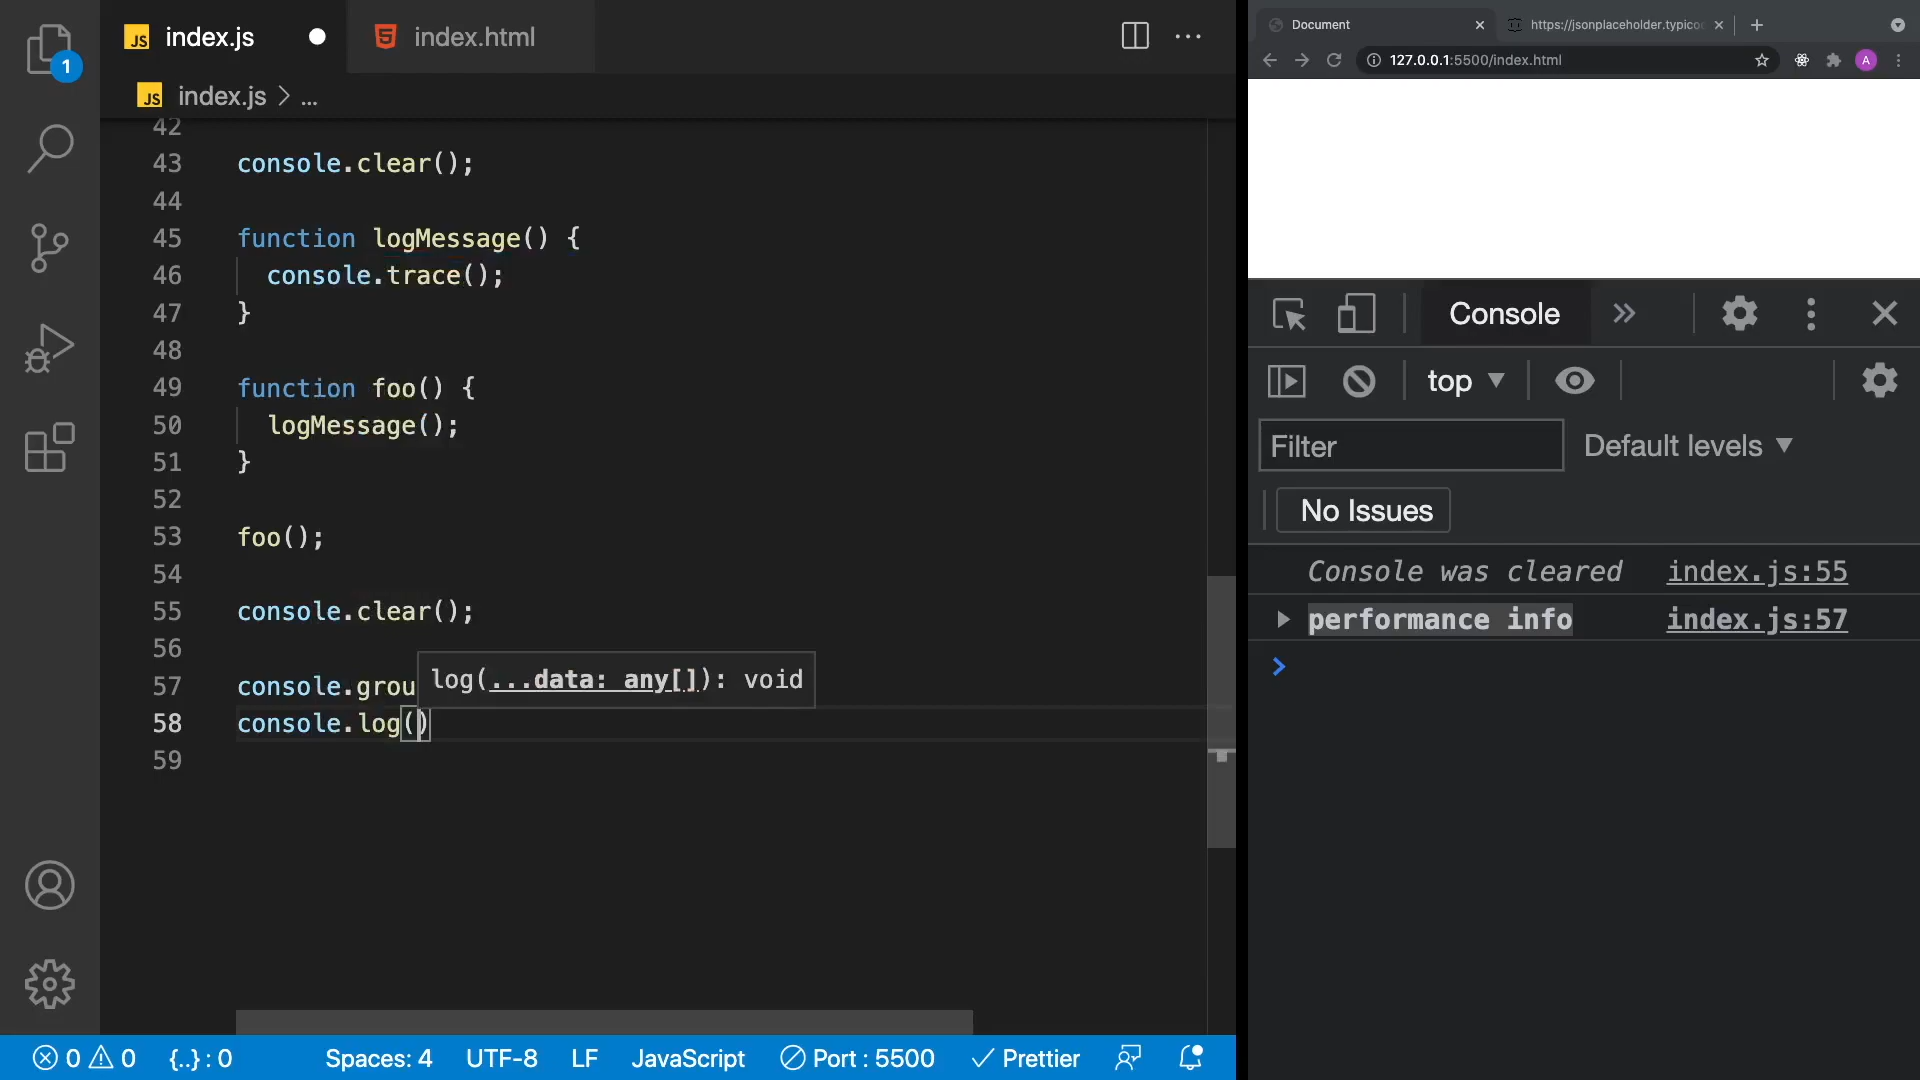 JS index.js
5 index.html
JS index.js > ...
1
42
43 console.clear();
44
45 function logMessage() {
46 console.trace();
47 }
48
49 function foo() {
50 logMessage();
51 }
52
53 foo();
54
55 console.clear();
56
57 console.grou
log(...data: any[]): void
58 console.log()
59
0 0 {..} : 0 Spaces: 4 UTF-8 LF JavaScript Port : 5500 Prettier
Document
https://jsonplaceholder.typico
127.0.0.1:5500/index.html
A
Console
top
Filter
Default levels
No Issues
Console was cleared index.js:55
performance info index.js:57